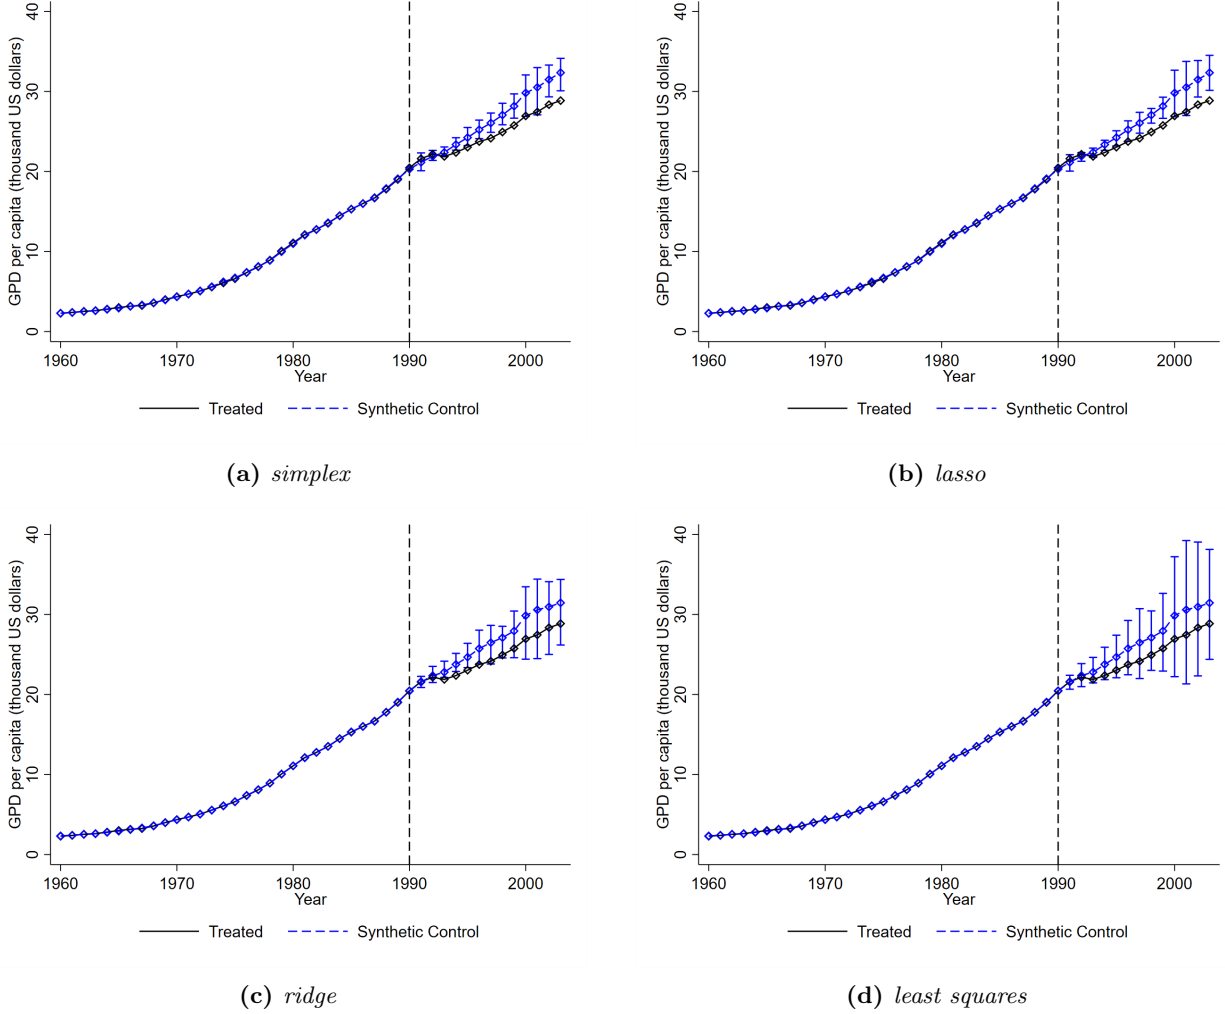 40
30
20
10
0
GPD per capita (thousand US dollars)
1960 1970 1980 1990 2000
Year
Treated Synthetic Control
(a) simplex
40
30
20
10
0
GPD per capita (thousand US dollars)
1960 1970 1980 1990 2000
Year
Treated Synthetic Control
(b) lasso
40
30
20
10
0
GPD per capita (thousand US dollars)
1960 1970 1980 1990 2000
Year
Treated Synthetic Control
(c) ridge
40
30
20
10
0
GPD per capita (thousand US dollars)
1960 1970 1980 1990 2000
Year
Treated Synthetic Control
(d) least squares